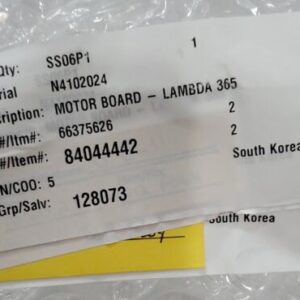 Qty: SS06P1 1
rial N4102024
cription: MOTOR BOARD - LAMBDA 365
#/Itm#: 66375626 2
#/Item#: 84044442 2
N/COO: 5 South Korea
Grp/Salv: 128073
South Korea